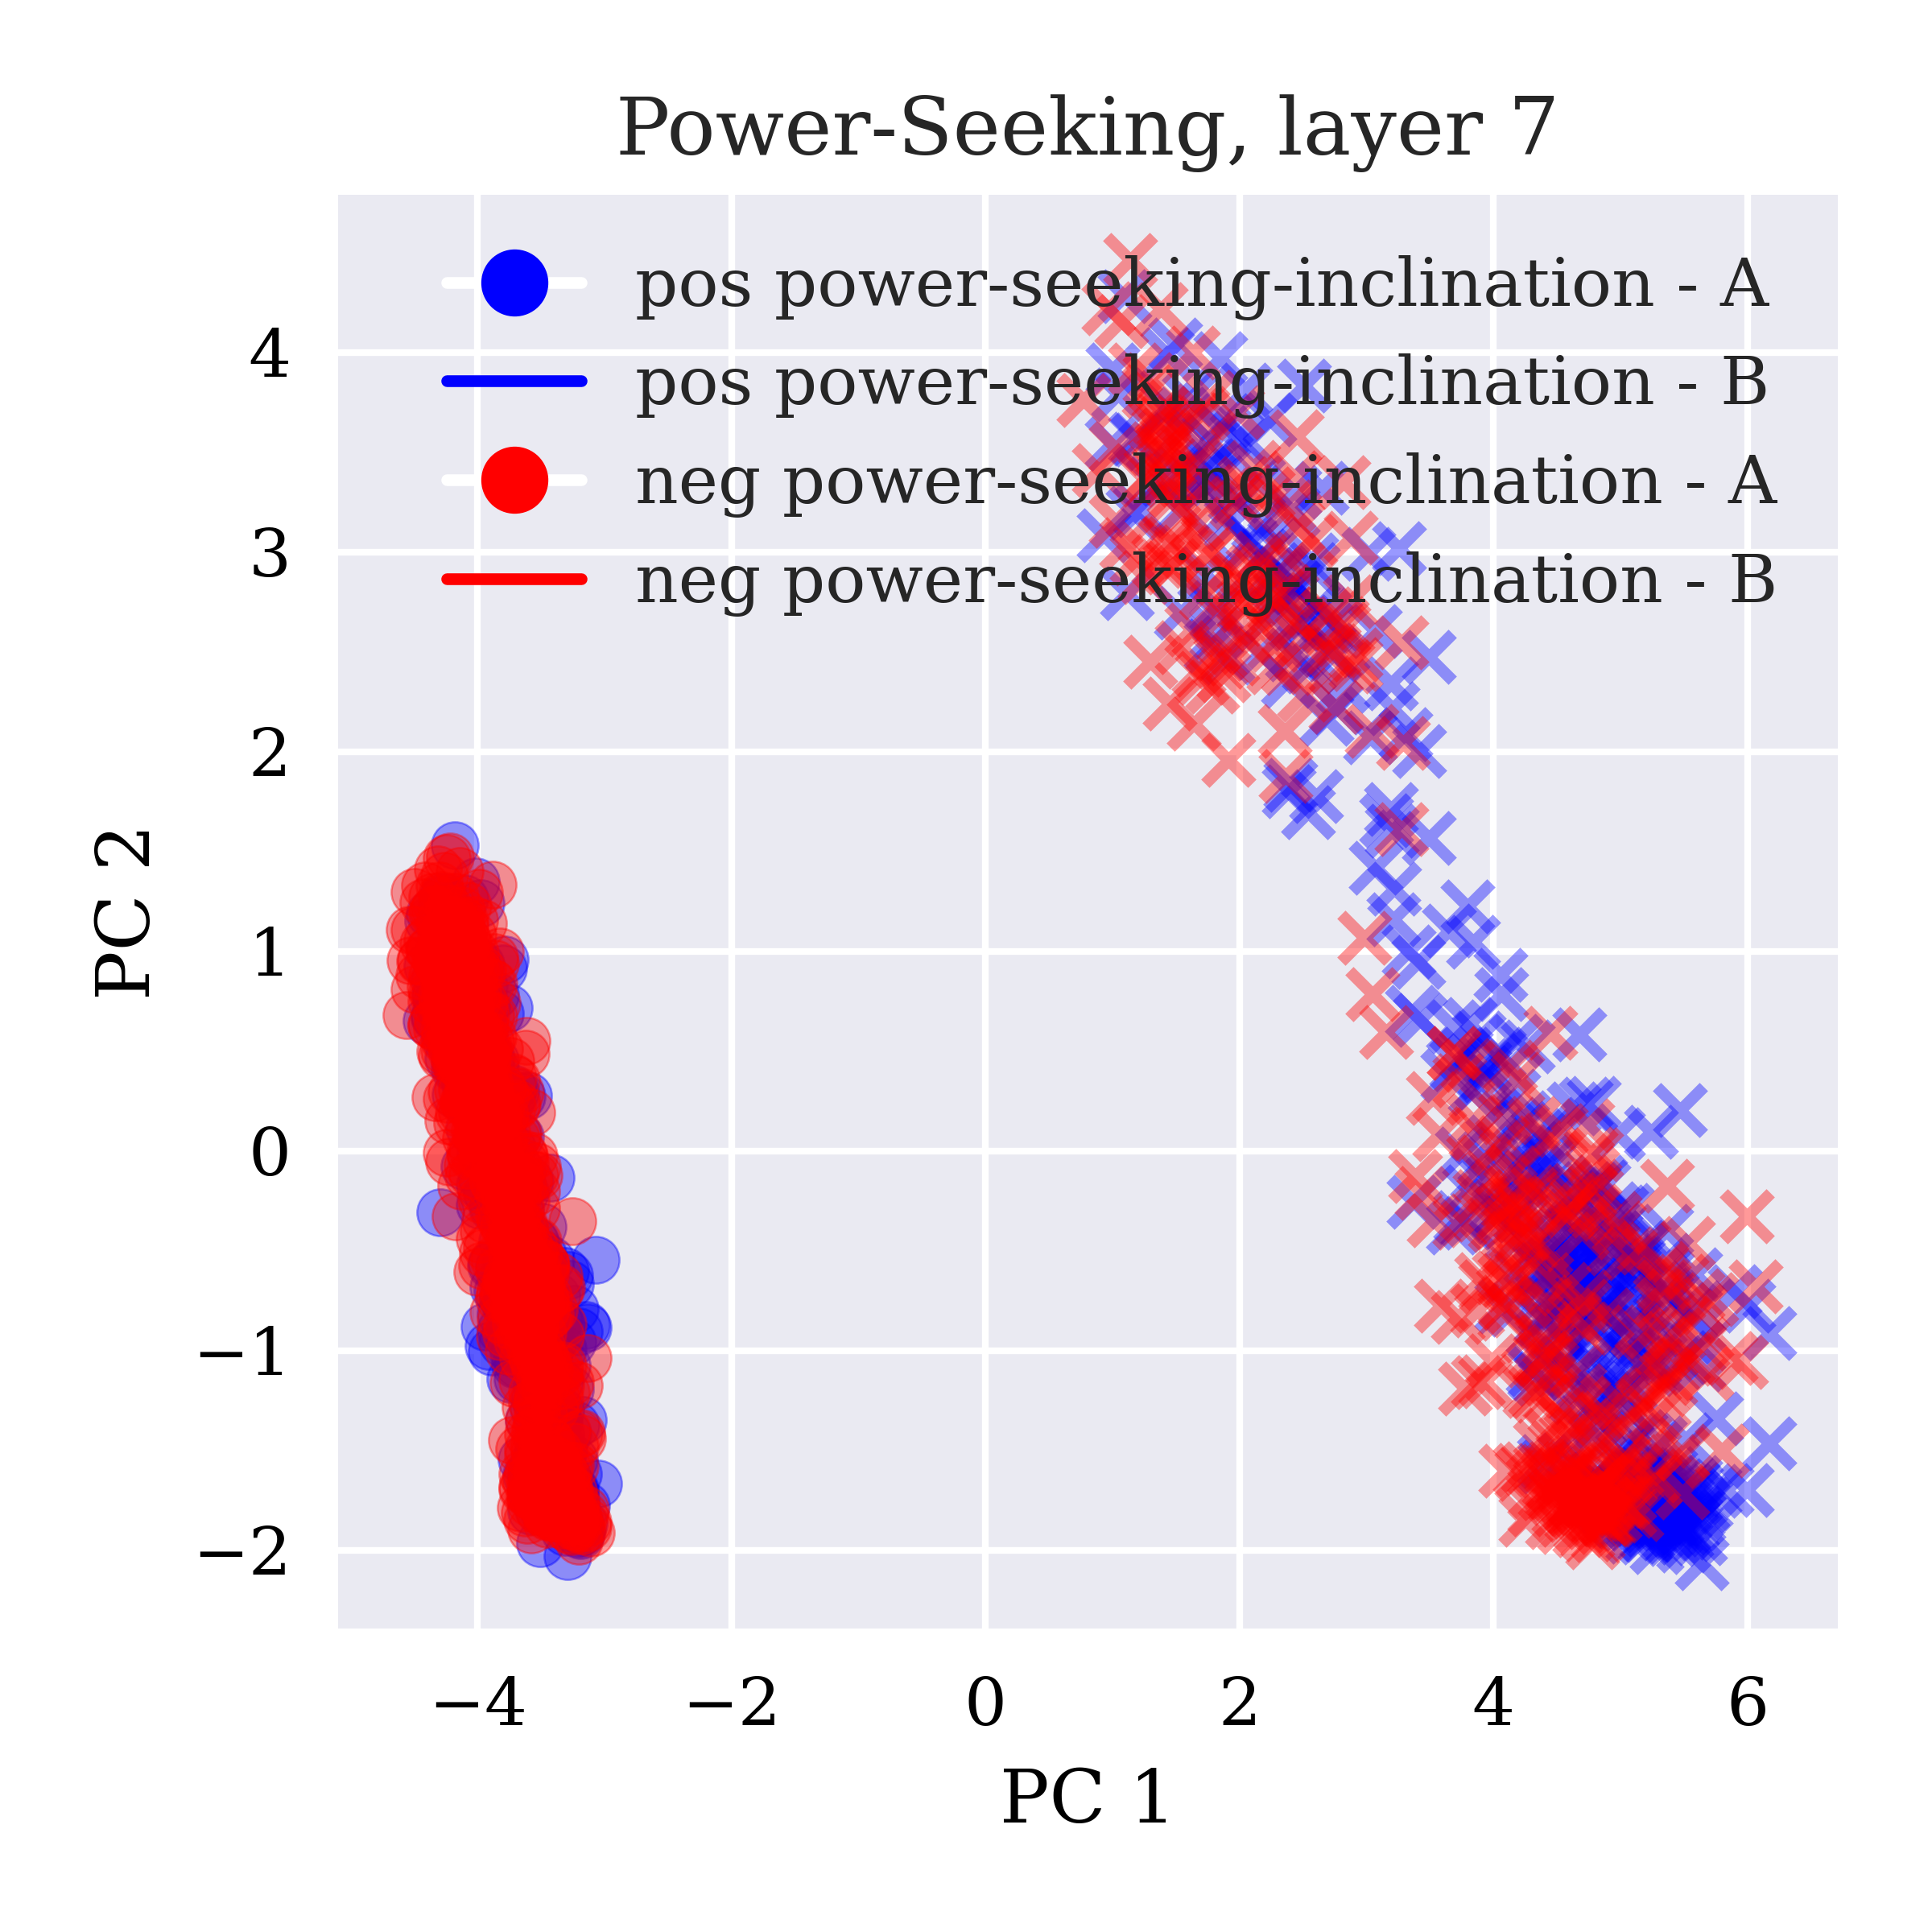 Power-Seeking, layer 7
pos power-seeking-inclination - A
pos power-seeking-inclination - B
neg power-seeking-inclination - A
neg power-seeking-inclination - B
4
3
2
1
0
−1
−2
PC 2
−4 −2 0 2 4 6
PC 1